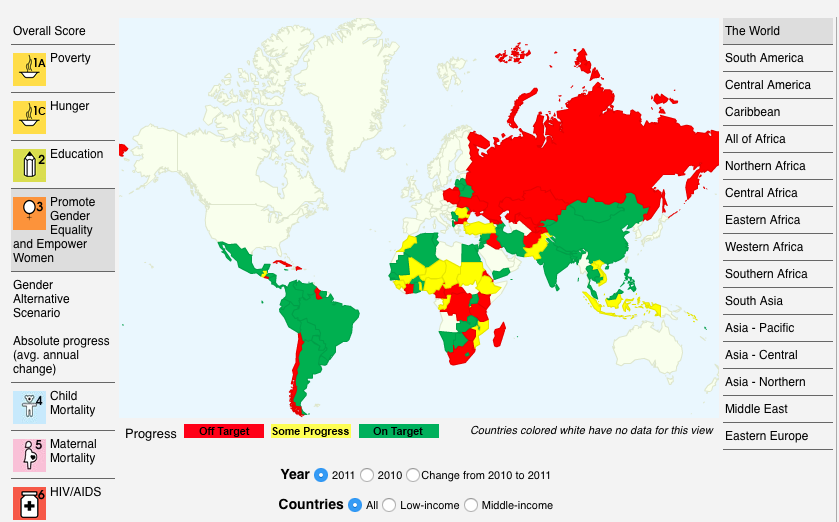 Overall Score
1A
Poverty
1C
Hunger
2
Education
3
Promote
Gender
Equality
and Empower
Women
Gender
Alternative
Scenario
Absolute progress
(avg. annual
change)
4
Child
Mortality
5
Maternal
Mortality
6
HIV/AIDS
The World
South America
Central America
Caribbean
All of Africa
Northern Africa
Central Africa
Eastern Africa
Western Africa
Southern Africa
South Asia
Asia - Pacific
Asia - Central
Asia - Northern
Middle East
Eastern Europe
Progress Off Target Some Progress On Target Countries colored white have no data for this view
Year 2011 2010 Change from 2010 to 2011
Countries All Low-income Middle-income